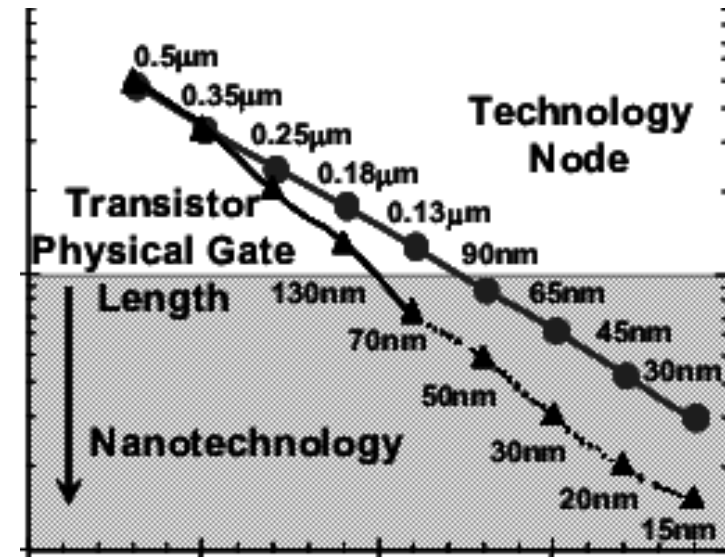 0.5μm
0.35μm
0.25μm
Technology
Node
0.18μm
Transistor
Physical Gate
Length
0.13μm
90nm
130nm
65nm
70nm
45nm
30nm
50nm
Nanotechnology
30nm
20nm
15nm